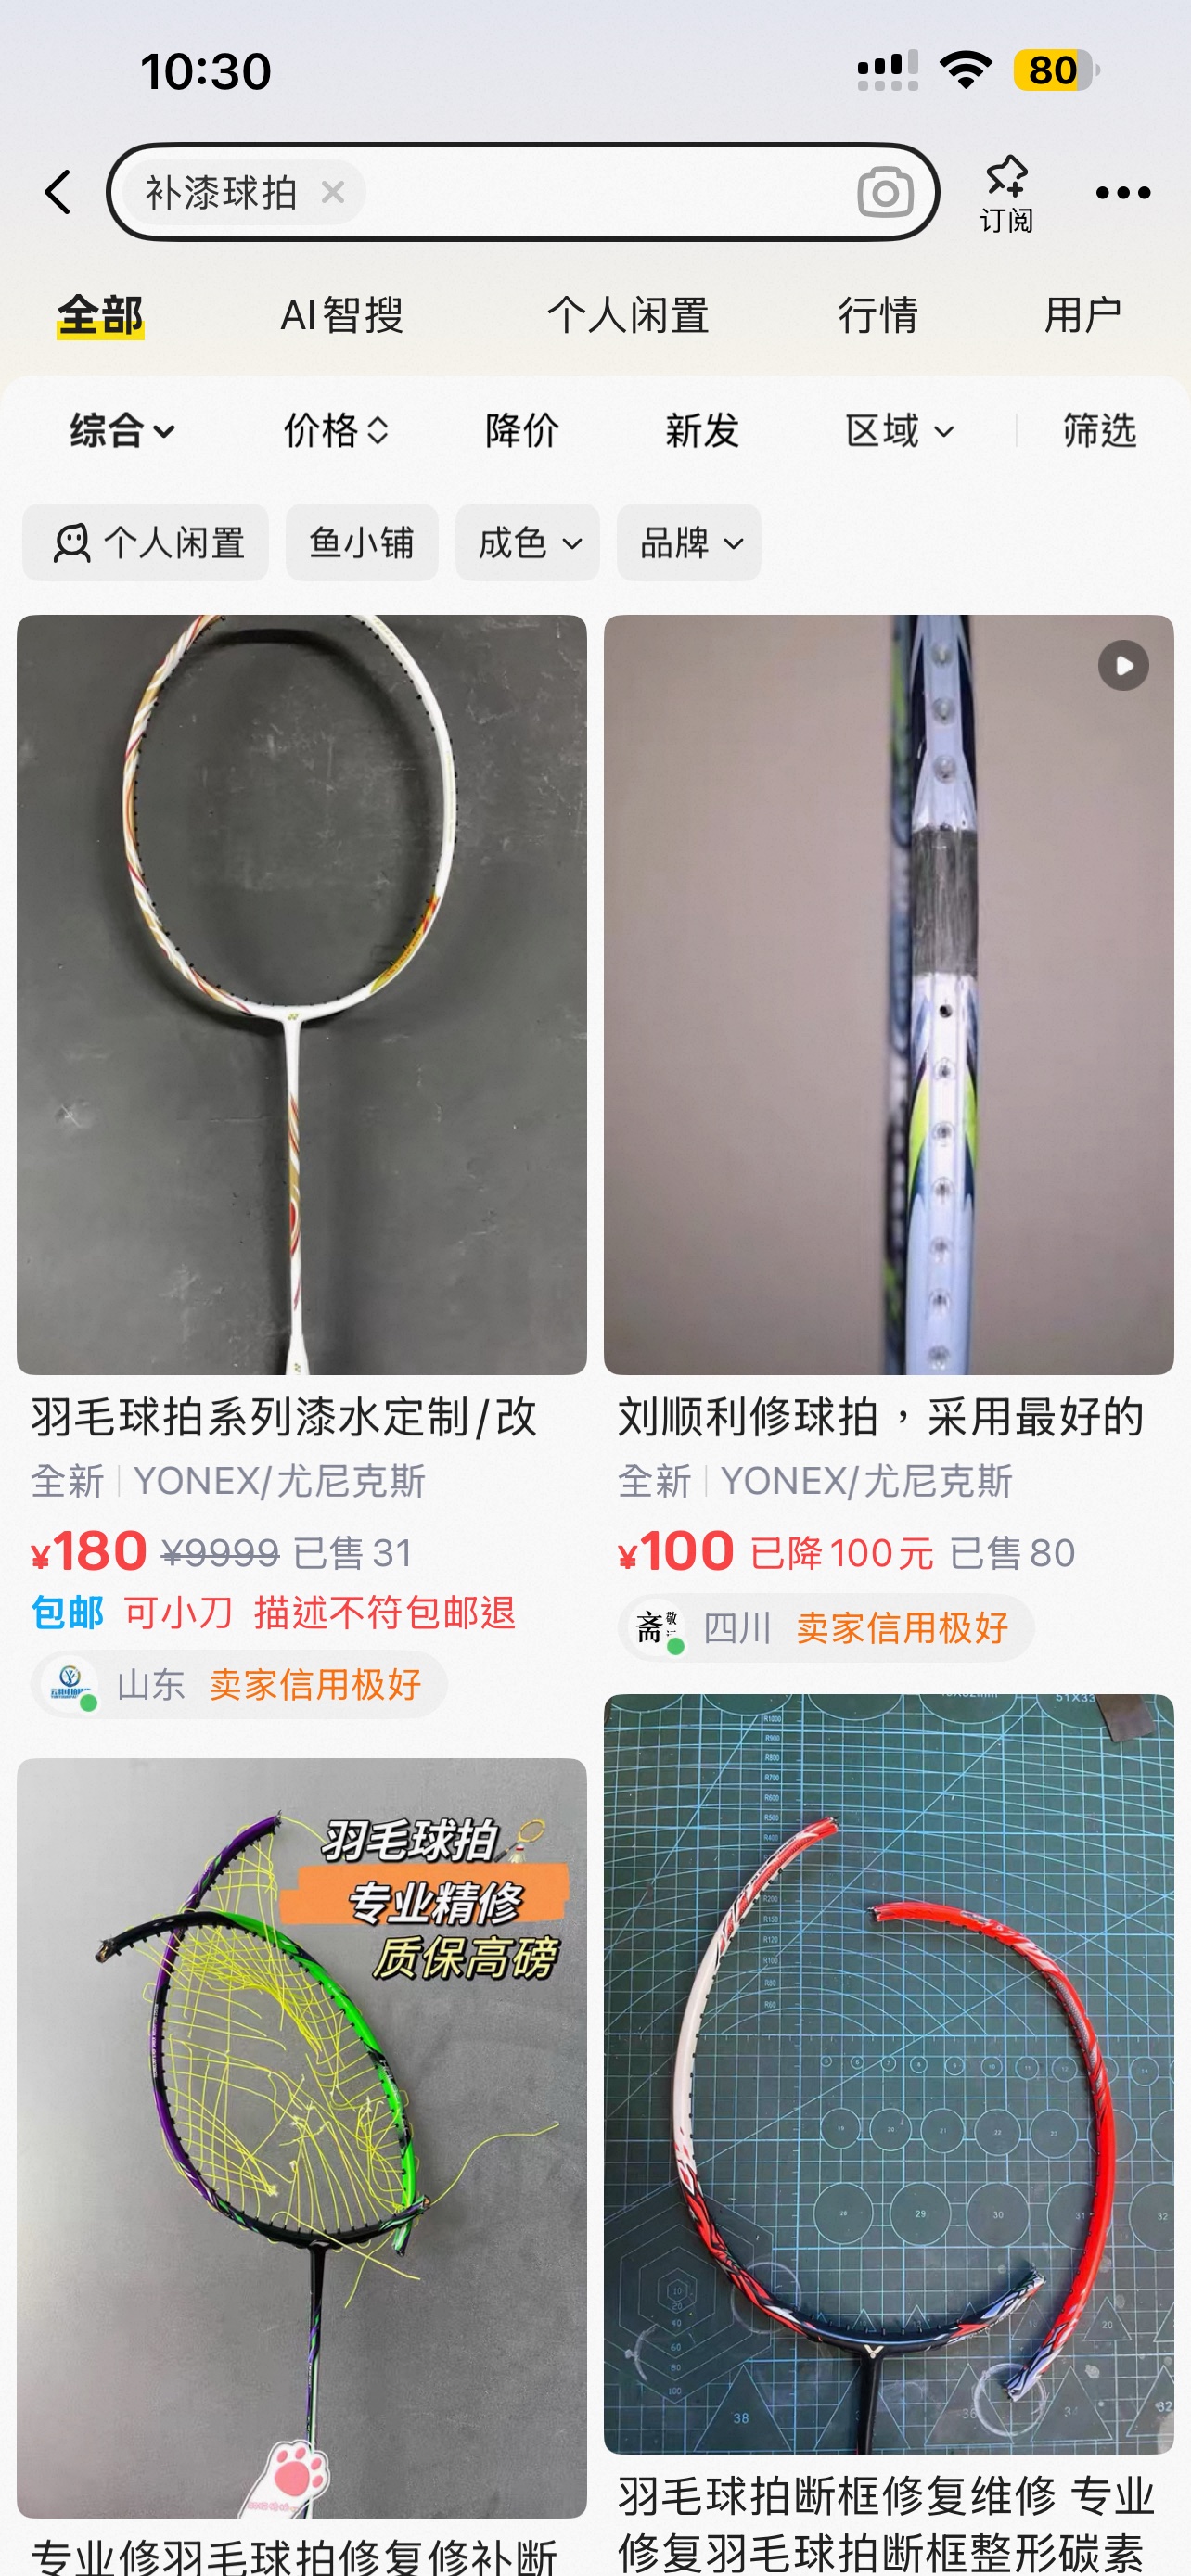 10:30
80
补漆球拍
订阅
全部 AI智搜 个人闲置 行情 用户
综合 价格 降价 新发 区域 筛选
个人闲置 鱼小铺 成色 品牌
羽毛球拍系列漆水定制/改
全新 YONEX/尤尼克斯
¥180 ¥9999 已售31
包邮 可小刀 描述不符包邮退
山东 卖家信用极好
刘顺利修球拍，采用最好的
全新 YONEX/尤尼克斯
¥100 已降100元 已售80
四川 卖家信用极好
羽毛球拍
专业精修
质保高磅
专业修羽毛球拍修复修补断
羽毛球拍断框修复维修 专业
修复羽毛球拍断框整形碳素